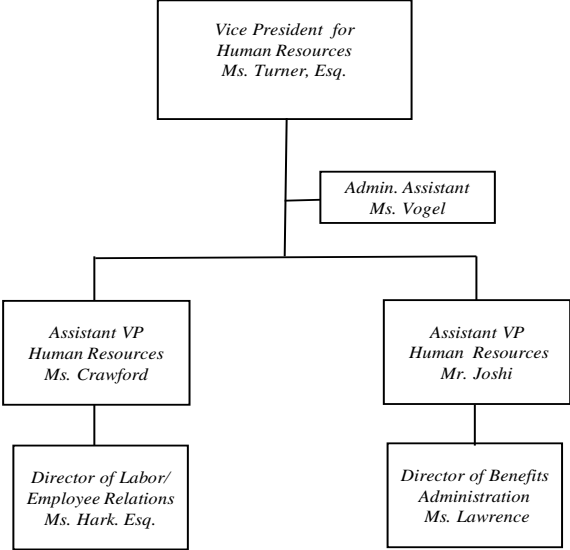 Vice President for
Human Resources
Ms. Turner, Esq.
Admin. Assistant
Ms. Vogel
Assistant VP
Human Resources
Ms. Crawford
Assistant VP
Human Resources
Mr. Joshi
Director of Labor/
Employee Relations
Ms. Hark. Esq.
Director of Benefits
Administration
Ms. Lawrence